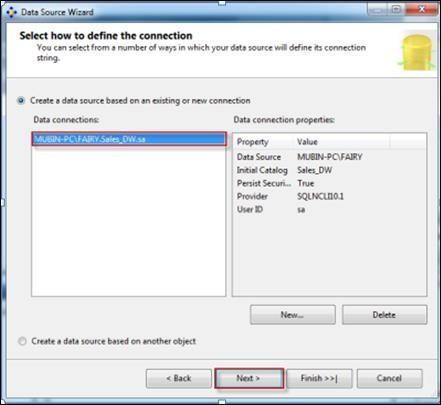 Data Source Wizard
Select how to define the connection
You can select from a number of ways in which your data source will define its connection
string.
Create a data source based on an existing or new connection
Data connections:
Data connection properties:
MUBIN-PC\FAIRY.Sales_DW.sa
Property Value
Data Source MUBIN-PC\FAIRY
Initial Catalog Sales_DW
Persist Securi... True
Provider SQLNCLI10.1
User ID sa
New... Delete
Create a data source based on another object
< Back Next > Finish >>| Cancel